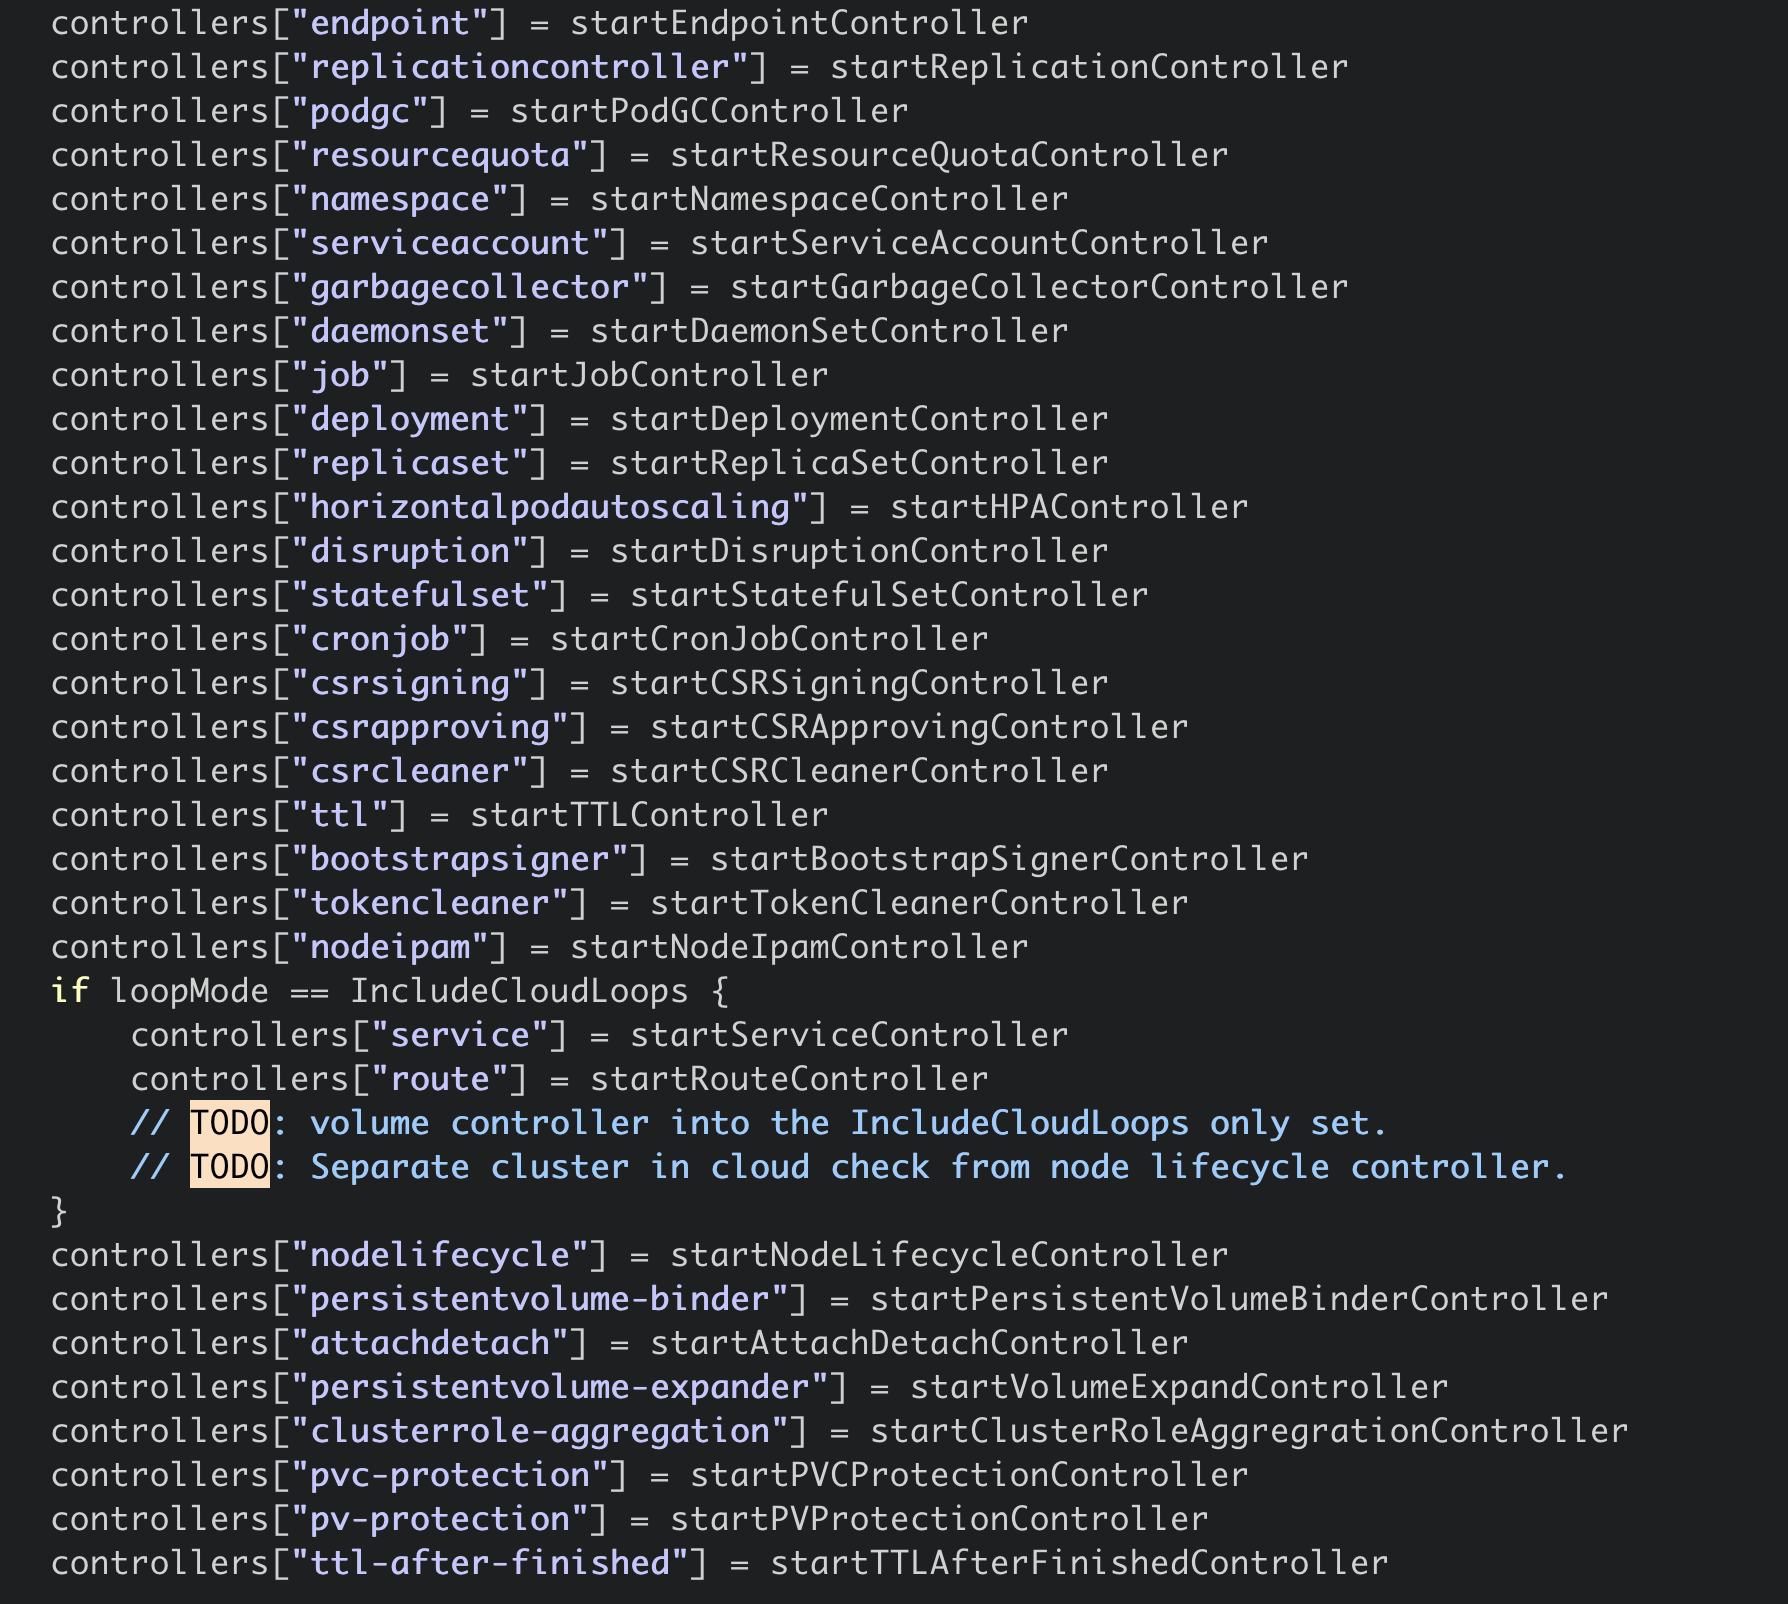 controllers["endpoint"] = startEndpointController
controllers["replicationcontroller"] = startReplicationController
controllers["podgc"] = startPodGCController
controllers["resourcequota"] = startResourceQuotaController
controllers["namespace"] = startNamespaceController
controllers["serviceaccount"] = startServiceAccountController
controllers["garbagecollector"] = startGarbageCollectorController
controllers["daemonset"] = startDaemonSetController
controllers["job"] = startJobController
controllers["deployment"] = startDeploymentController
controllers["replicaset"] = startReplicaSetController
controllers["horizontalpodautoscaling"] = startHPAController
controllers["disruption"] = startDisruptionController
controllers["statefulset"] = startStatefulSetController
controllers["cronjob"] = startCronJobController
controllers["csrsigning"] = startCSRSigningController
controllers["csrapproving"] = startCSRApprovingController
controllers["csrcleaner"] = startCSRCleanerController
controllers["ttl"] = startTTLController
controllers["bootstrapsigner"] = startBootstrapSignerController
controllers["tokencleaner"] = startTokenCleanerController
controllers["nodeipam"] = startNodeIpamController
if loopMode == IncludeCloudLoops {
    controllers["service"] = startServiceController
    controllers["route"] = startRouteController
    // TODO: volume controller into the IncludeCloudLoops only set.
    // TODO: Separate cluster in cloud check from node lifecycle controller.
}
controllers["nodelifecycle"] = startNodeLifecycleController
controllers["persistentvolume-binder"] = startPersistentVolumeBinderController
controllers["attachdetach"] = startAttachDetachController
controllers["persistentvolume-expander"] = startVolumeExpandController
controllers["clusterrole-aggregation"] = startClusterRoleAggregrationController
controllers["pvc-protection"] = startPVCProtectionController
controllers["pv-protection"] = startPVProtectionController
controllers["ttl-after-finished"] = startTTLAfterFinishedController